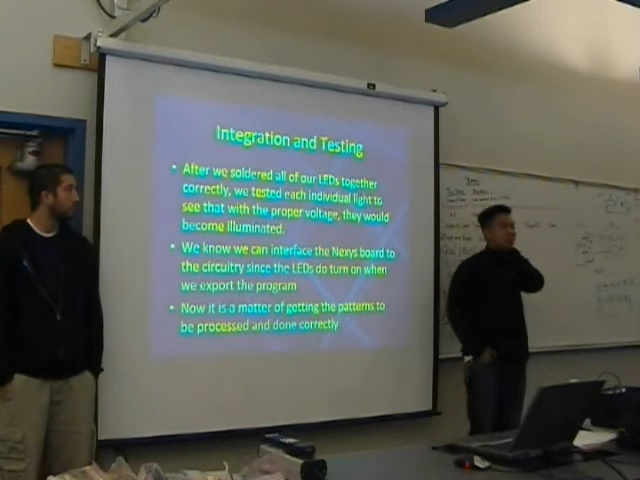 Integration and Testing
• After we soldered all of our LEDs together
correctly, we tested each individual light to
see that with the proper voltage, they would
become illuminated.
• We know we can interface the Nexys board to
the circuitry since the LEDs do turn on when
we export the program
• Now it is a matter of getting the patterns to
be processed and done correctly